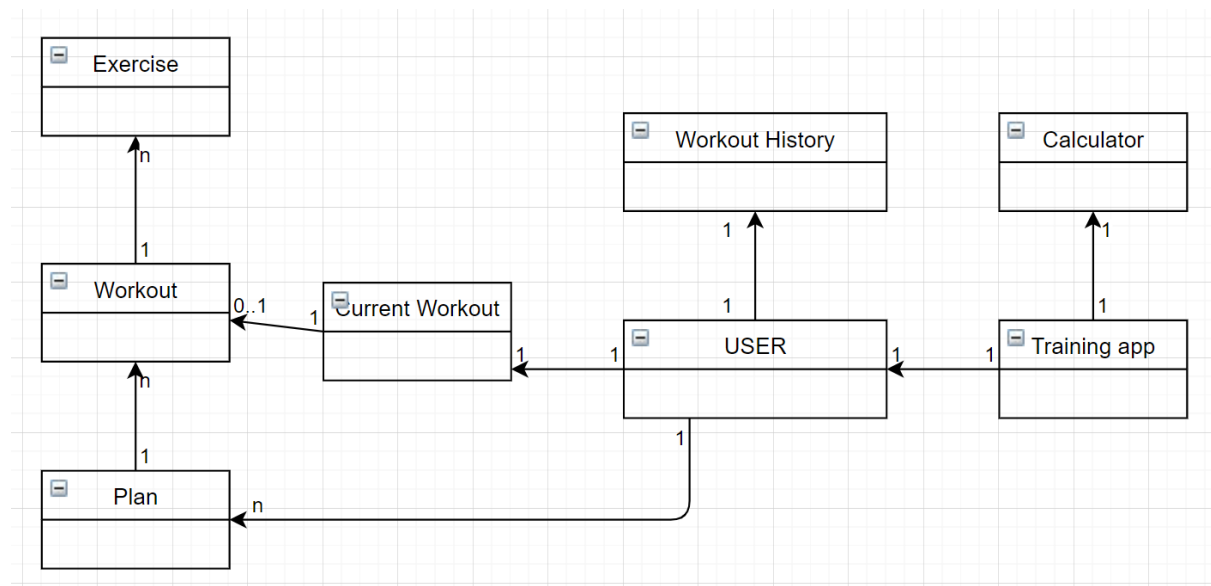 Exercise
n
1
Workout
0..1
1
Current Workout
n
1
Plan
n
1
1
1
USER
1
1
Workout History
1
1
Training app
1
1
Calculator